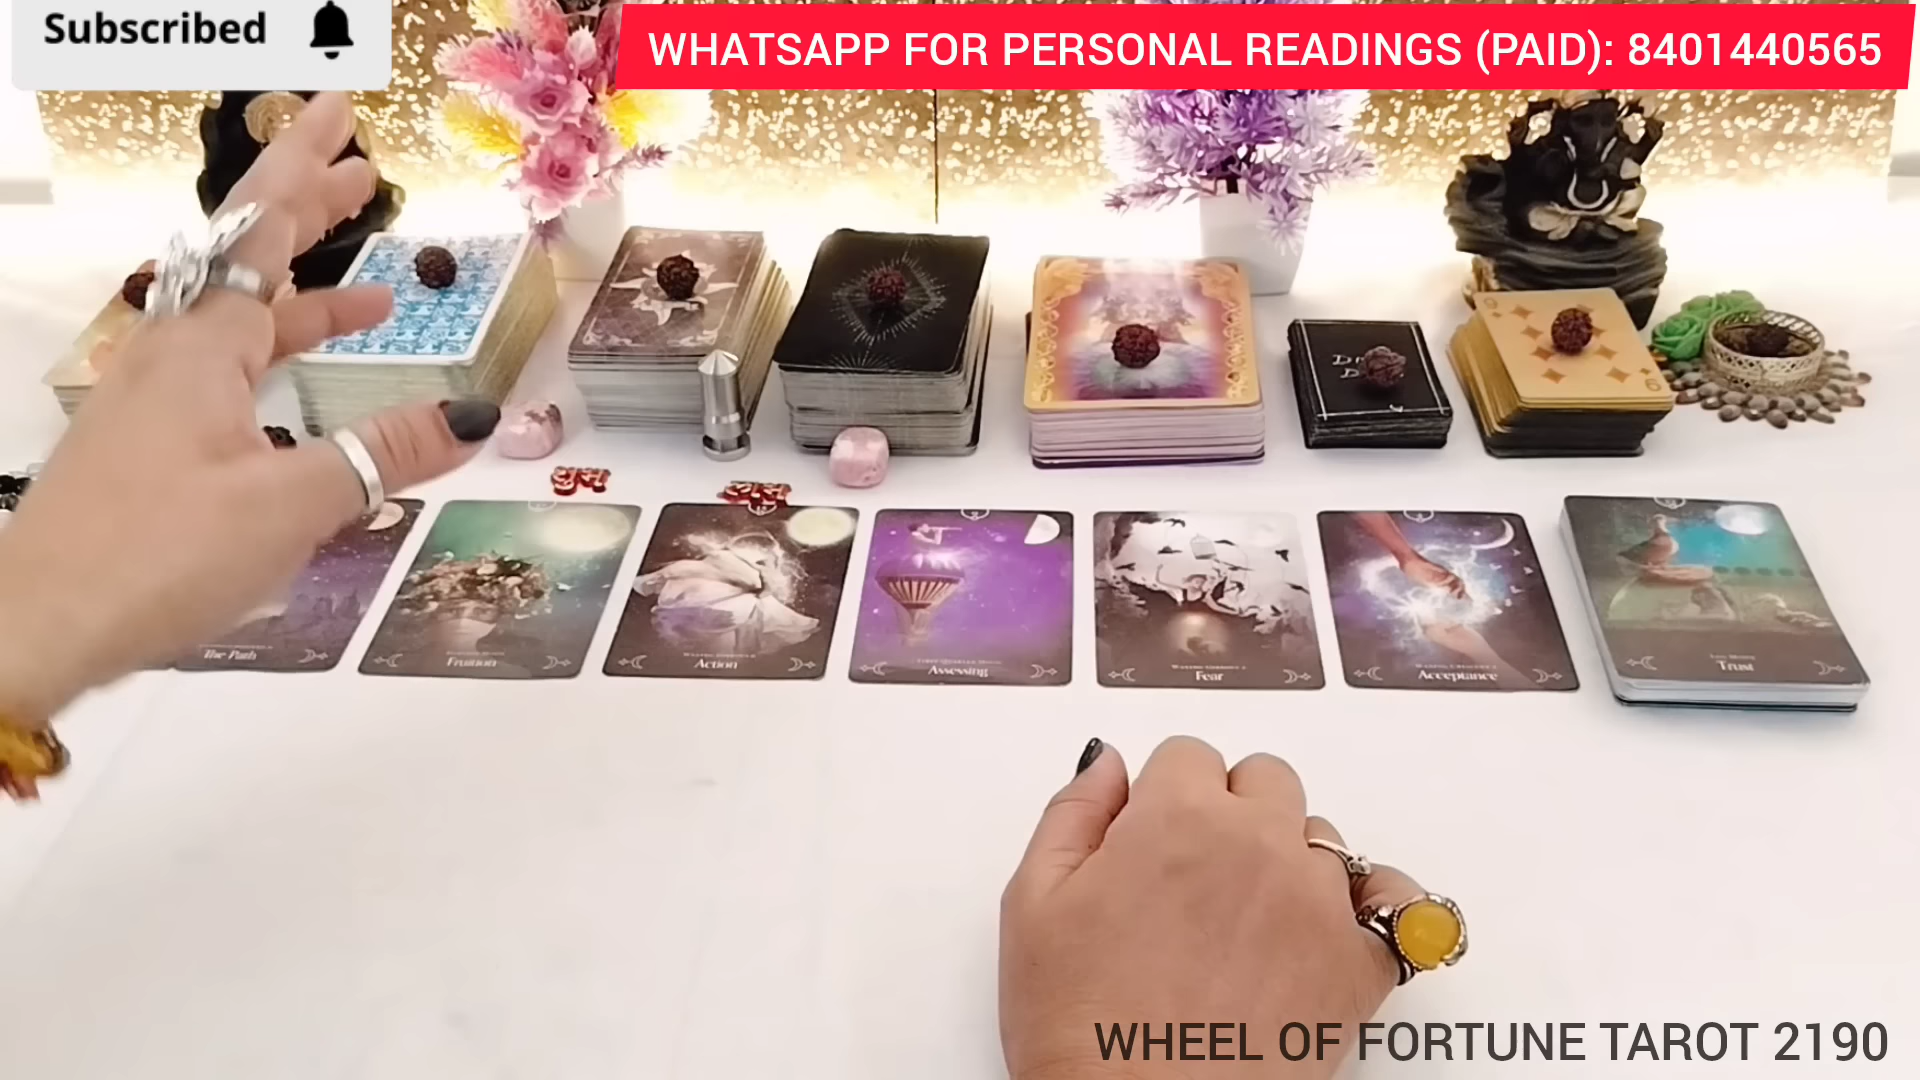 Subscribed
WHATSAPP FOR PERSONAL READINGS (PAID): 8401440565
9
शुभ
The Path
Fruition
Action
Assessing
Fear
Acceptance
Trust
WHEEL OF FORTUNE TAROT 2190